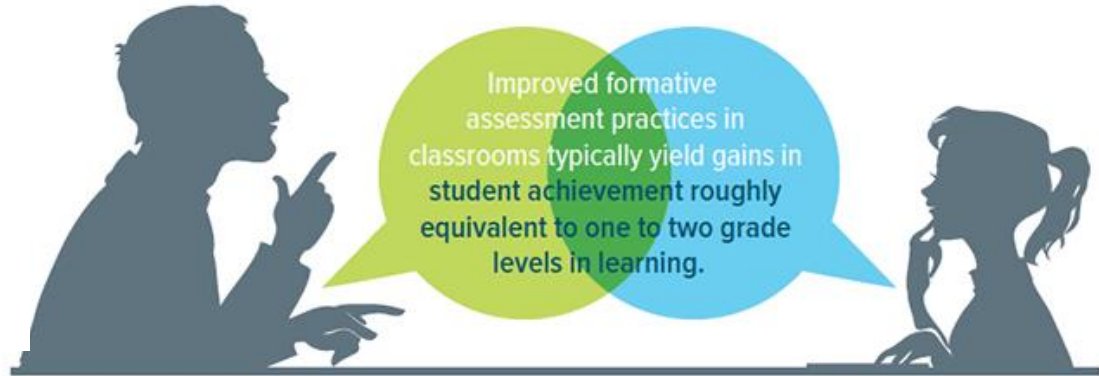 Improved formative
assessment practices in
classrooms typically yield gains in
student achievement roughly
equivalent to one to two grade
levels in learning.